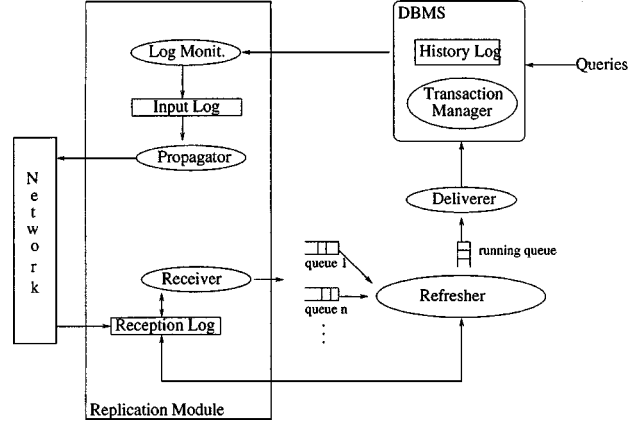 DBMS
Log Monit.
History Log
Queries
Input Log
Transaction
Manager
Propagator
Network
Deliverer
running queue
queue 1
Receiver
Refresher
queue n
Reception Log
Replication Module